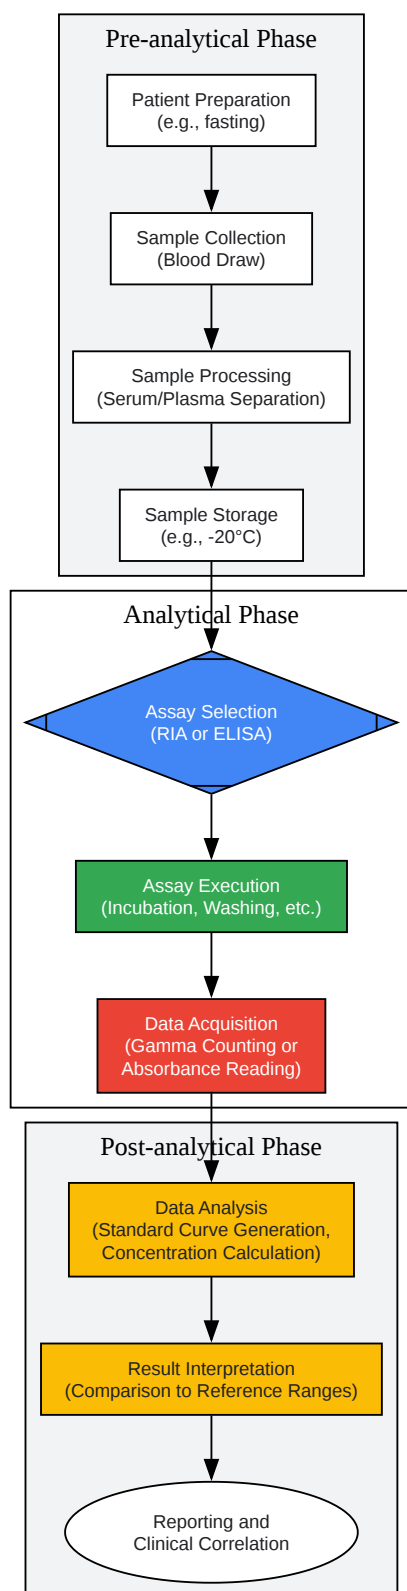 Pre-analytical Phase
Patient Preparation
(e.g., fasting)
Sample Collection
(Blood Draw)
Sample Processing
(Serum/Plasma Separation)
Sample Storage
(e.g., -20°C)
Analytical Phase
Assay Selection
(RIA or ELISA)
Assay Execution
(Incubation, Washing, etc.)
Data Acquisition
(Gamma Counting or
Absorbance Reading)
Post-analytical Phase
Data Analysis
(Standard Curve Generation,
Concentration Calculation)
Result Interpretation
(Comparison to Reference Ranges)
Reporting and
Clinical Correlation